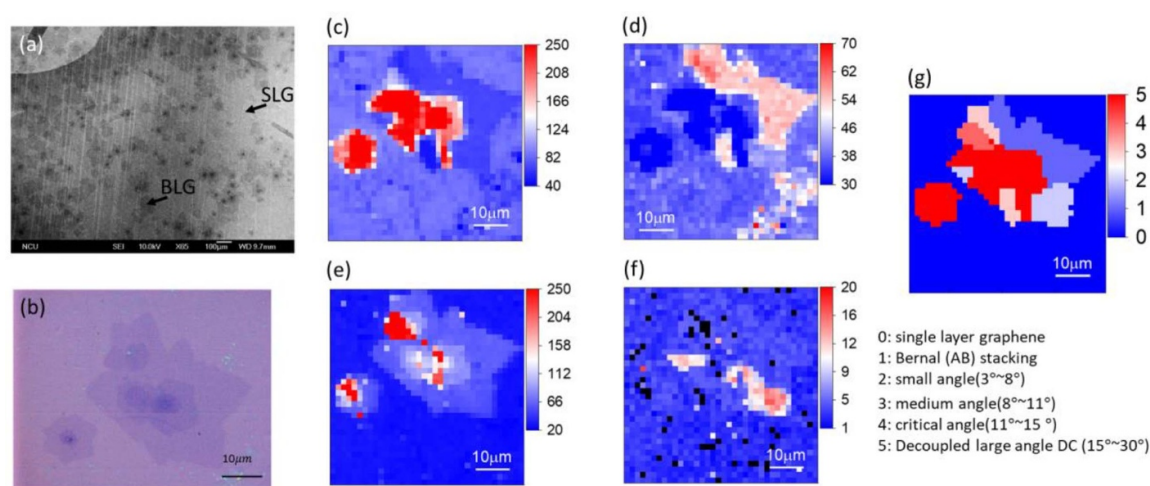 (a)
SLG
BLG
NCU SEI 10.0kV X85 100μm WD 9.7mm
(b)
10μm
(c)
250
208
166
124
82
40
10μm
(d)
70
62
54
46
38
30
10μm
(e)
250
204
158
112
66
20
10μm
(f)
20
16
12
9
5
1
10μm
(g)
5
4
3
2
1
0
10μm
0: single layer graphene
1: Bernal (AB) stacking
2: small angle(3°~8°)
3: medium angle(8°~11°)
4: critical angle(11°~15 °)
5: Decoupled large angle DC (15°~30°)